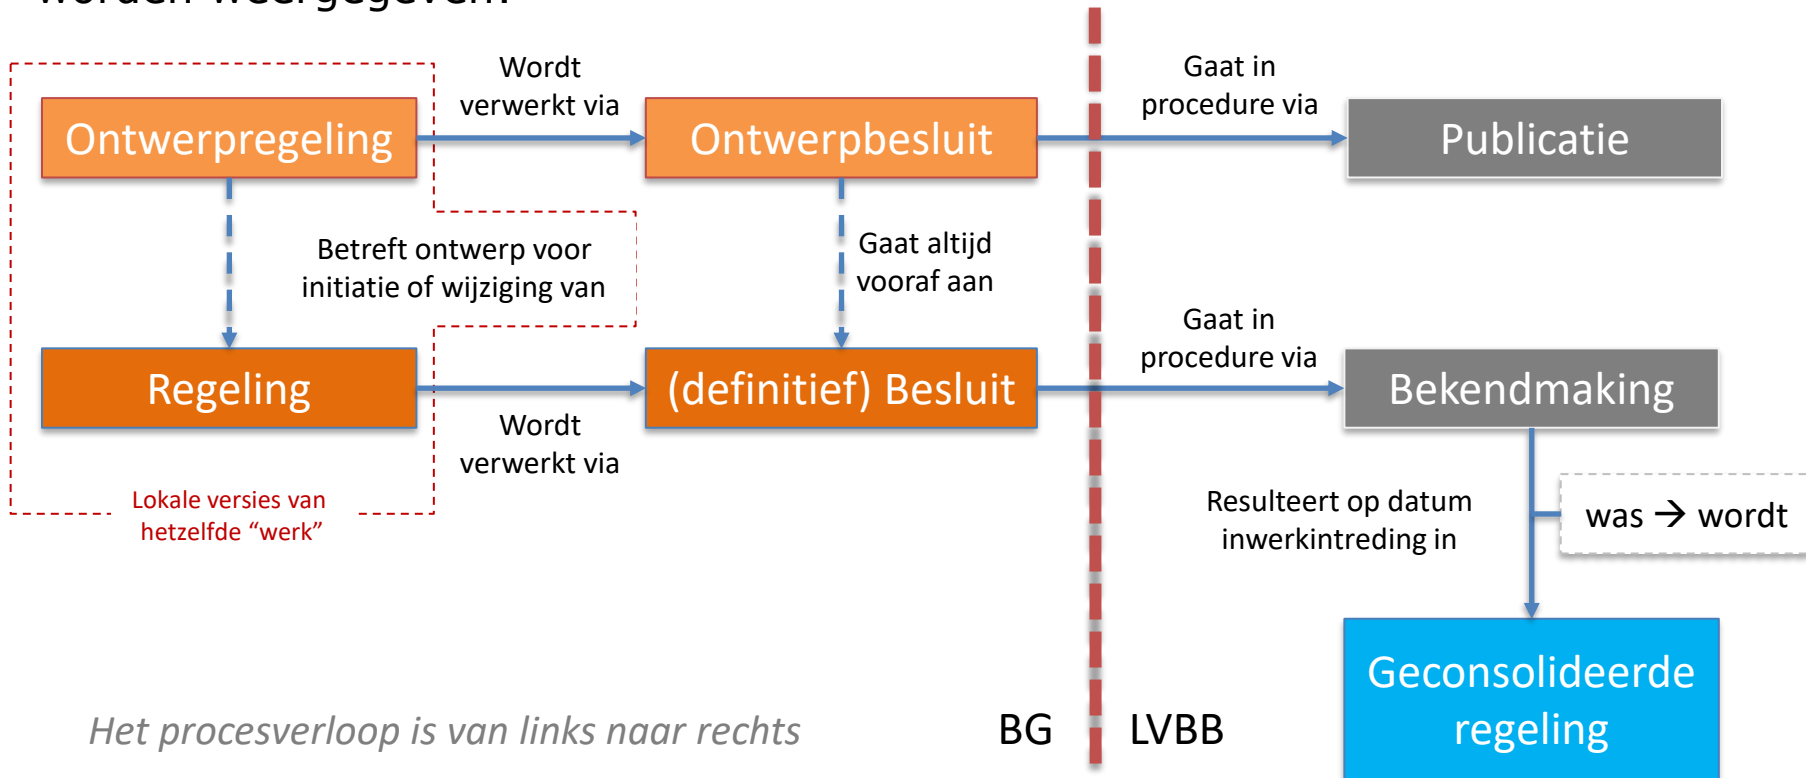 worden weergegeven.
Wordt
verwerkt via
Gaat in
procedure via
Ontwerpregeling
Ontwerpbesluit
Publicatie
Betreft ontwerp voor
initiatie of wijziging van
Gaat altijd
vooraf aan
Gaat in
procedure via
Regeling
(definitief) Besluit
Bekendmaking
Wordt
verwerkt via
Lokale versies van
hetzelfde “werk”
Resulteert op datum
inwerkintreding in
was → wordt
Geconsolideerde
regeling
Het procesverloop is van links naar rechts
BG
LVBB